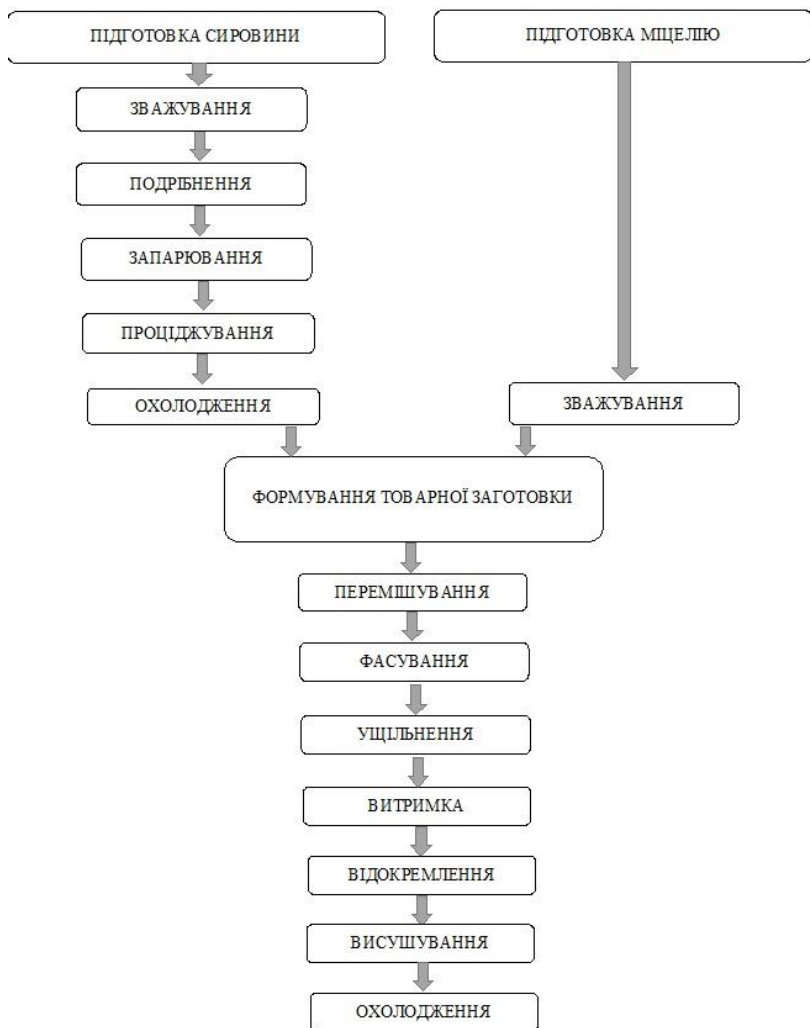 ПІДГОТОВКА СИРОВИНИ
ПІДГОТОВКА МІЦЕЛІЮ
ЗВАЖУВАННЯ
ПОДРІБНЕННЯ
ЗАПАРЮВАННЯ
ПРОЦІДЖУВАННЯ
ОХОЛОДЖЕННЯ
ЗВАЖУВАННЯ
ФОРМУВАННЯ ТОВАРНОЇ ЗАГОТОВКИ
ПЕРЕМІШУВАННЯ
ФАСУВАННЯ
УЩІЛЬНЕННЯ
ВИТРИМКА
ВІДОКРЕМЛЕННЯ
ВИСУШУВАННЯ
ОХОЛОДЖЕННЯ